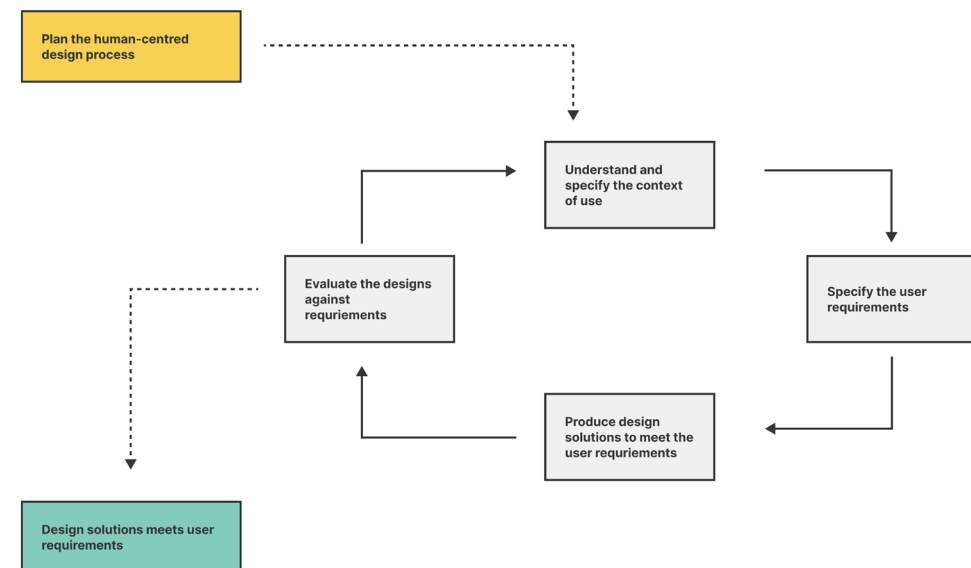 Plan the human-centred
design process
Understand and
specify the context
of use
Evaluate the designs
against
requriements
Specify the user
requirements
Produce design
solutions to meet the
user requriements
Design solutions meets user
requirements